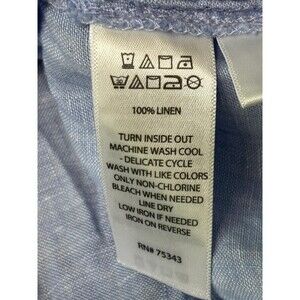 100% LINEN
TURN INSIDE OUT
MACHINE WASH COOL
- DELICATE CYCLE
WASH WITH LIKE COLORS
ONLY NON-CHLORINE
BLEACH WHEN NEEDED
LINE DRY
LOW IRON IF NEEDED
IRON ON REVERSE
RN# 75343